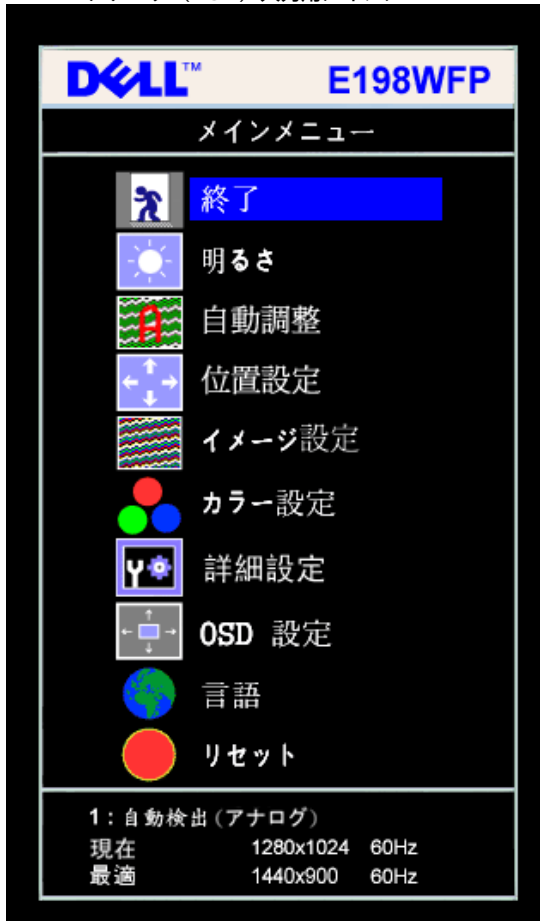 DELL™ E198WFP
メインメニュー
終了
明るさ
自動調整
位置設定
イメージ設定
カラー設定
詳細設定
OSD 設定
言語
リセット
1:自動検出(アナログ)
現在 1280x1024 60Hz
最適 1440x900 60Hz